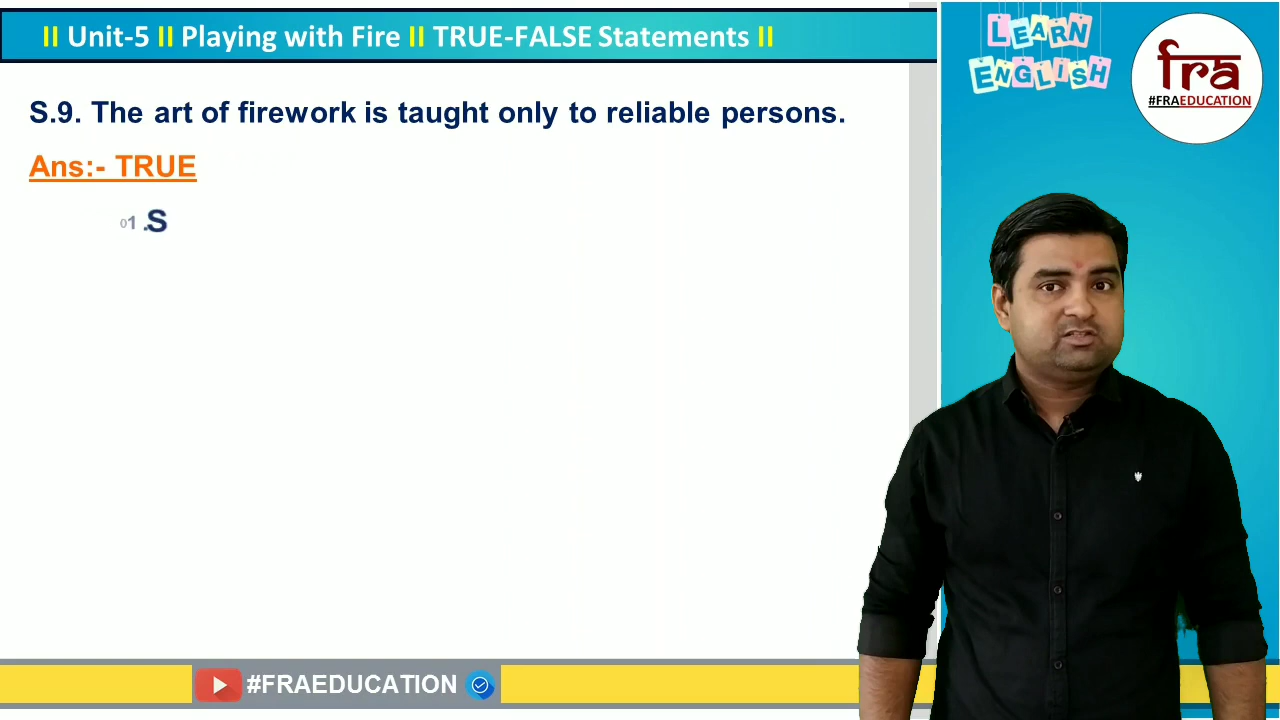 II Unit-5 II Playing with Fire II TRUE-FALSE Statements II
LEARN
ENGLISH
fra
#FRAEDUCATION
S.9. The art of firework is taught only to reliable persons.
Ans:- TRUE
01.S
#FRAEDUCATION